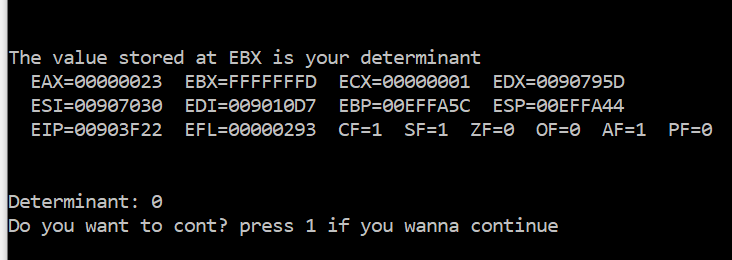 The value stored at EBX is your determinant
EAX=00000023 EBX=FFFFFFFD ECX=00000001 EDX=0090795D
ESI=00907030 EDI=009010D7 EBP=00EFFA5C ESP=00EFFA44
EIP=00903F22 EFL=00000293 CF=1 SF=1 ZF=0 OF=0 AF=1 PF=0
Determinant: 0
Do you want to cont? press 1 if you wanna continue